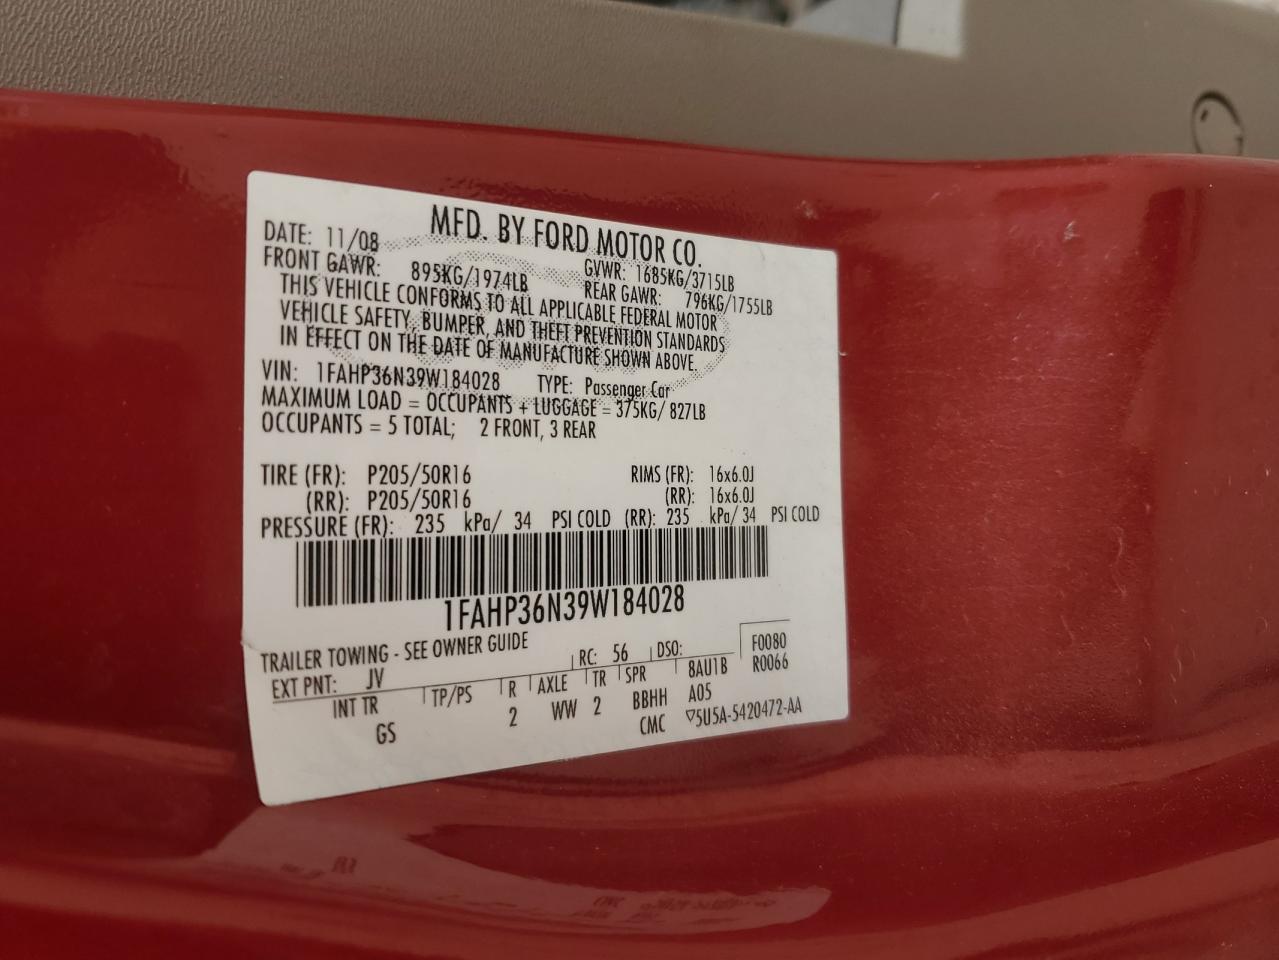 MFD. BY FORD MOTOR CO.
DATE: 11/08
GVWR: 1685KG/3715LB
FRONT GAWR: 895KG/1974LB
REAR GAWR: 796KG/1755LB
THIS VEHICLE CONFORMS TO ALL APPLICABLE FEDERAL MOTOR
VEHICLE SAFETY, BUMPER, AND THEFT PREVENTION STANDARDS
IN EFFECT ON THE DATE OF MANUFACTURE SHOWN ABOVE.
VIN: 1FAHP36N39W184028 TYPE: Passenger Car
MAXIMUM LOAD = OCCUPANTS + LUGGAGE = 375KG/ 827LB
OCCUPANTS = 5 TOTAL; 2 FRONT, 3 REAR
TIRE (FR): P205/50R16 RIMS (FR): 16x6.0J
(RR): P205/50R16 (RR): 16x6.0J
PRESSURE (FR): 235 kPa/ 34 PSI COLD (RR): 235 kPa/ 34 PSI COLD
1FAHP36N39W184028
TRAILER TOWING - SEE OWNER GUIDE
F0080
R0066
EXT PNT: JV RC: 56 DSO:
INT TR TP/PS R AXLE TR SPR 8AU1B
GS 2 WW 2 BBHH A05
CMC ▽5U5A-5420472-AA